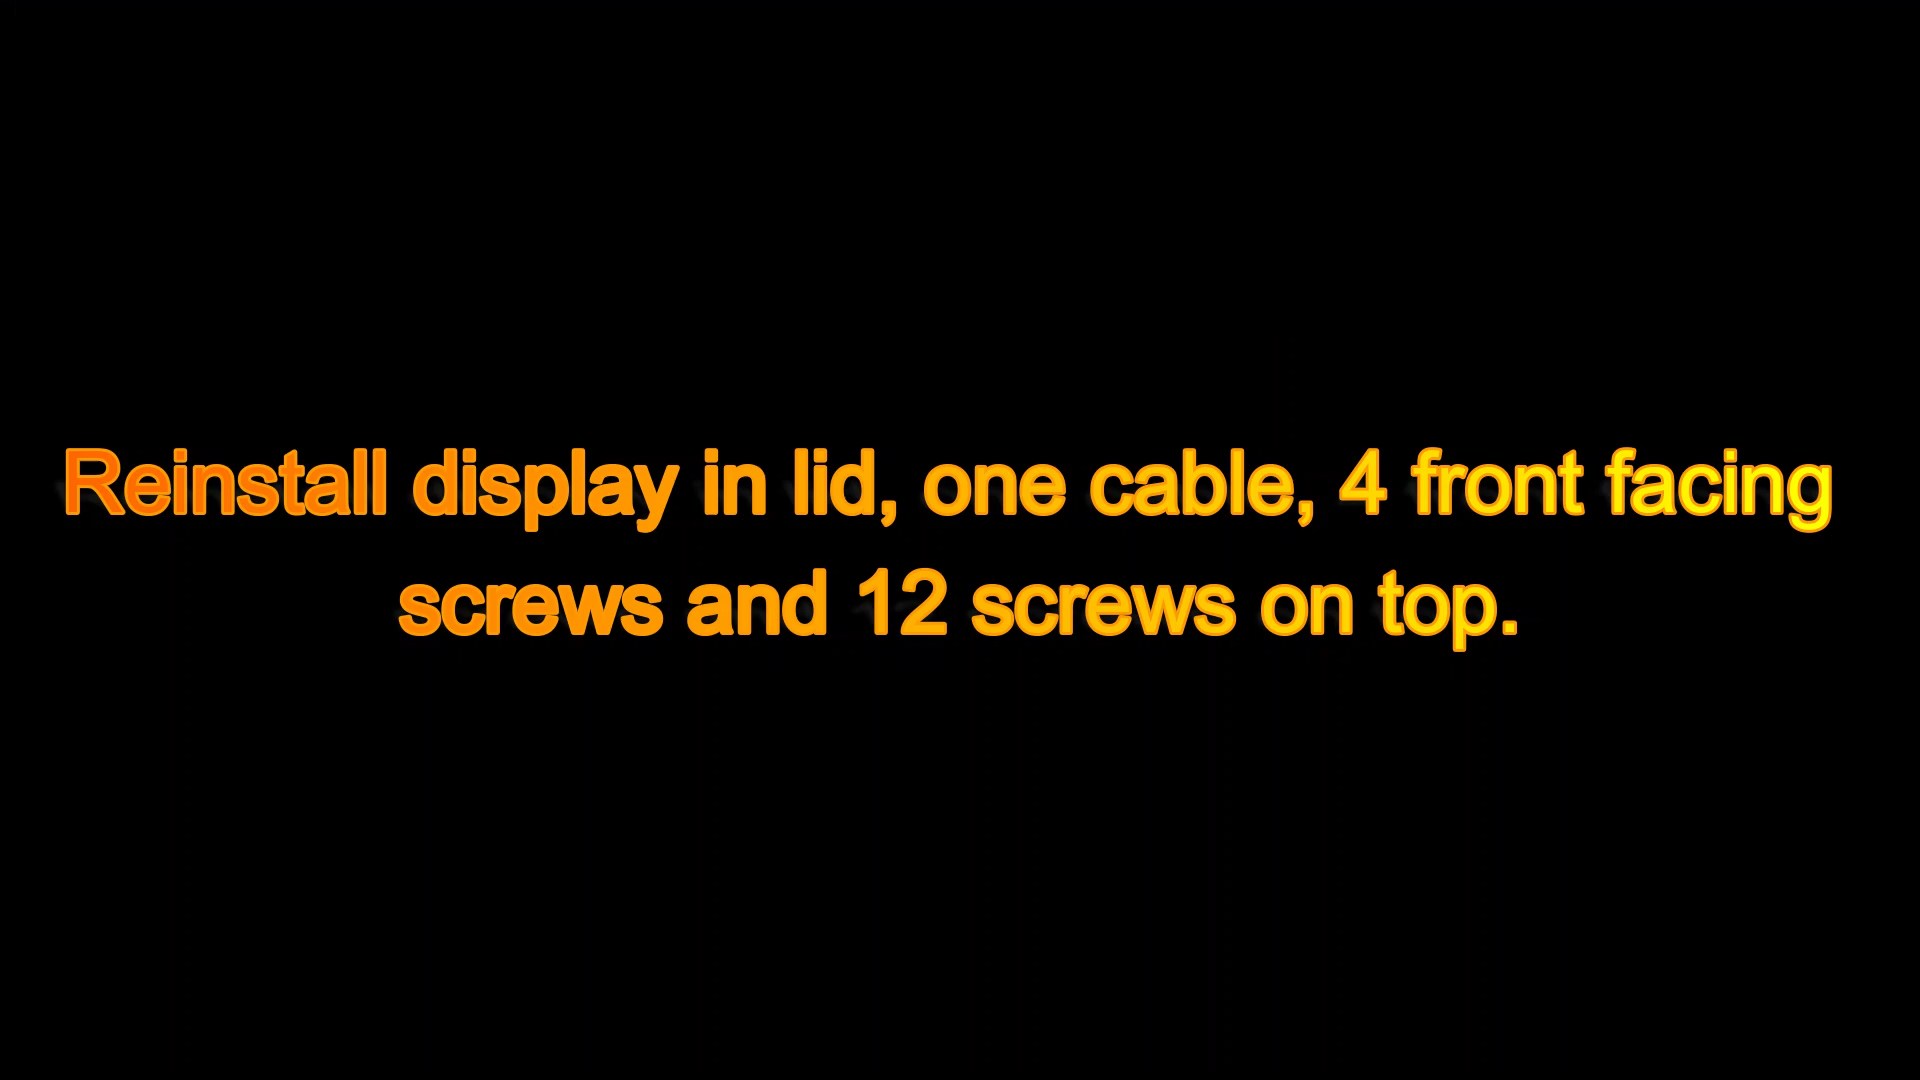 Reinstall display in lid, one cable, 4 front facing
screws and 12 screws on top.